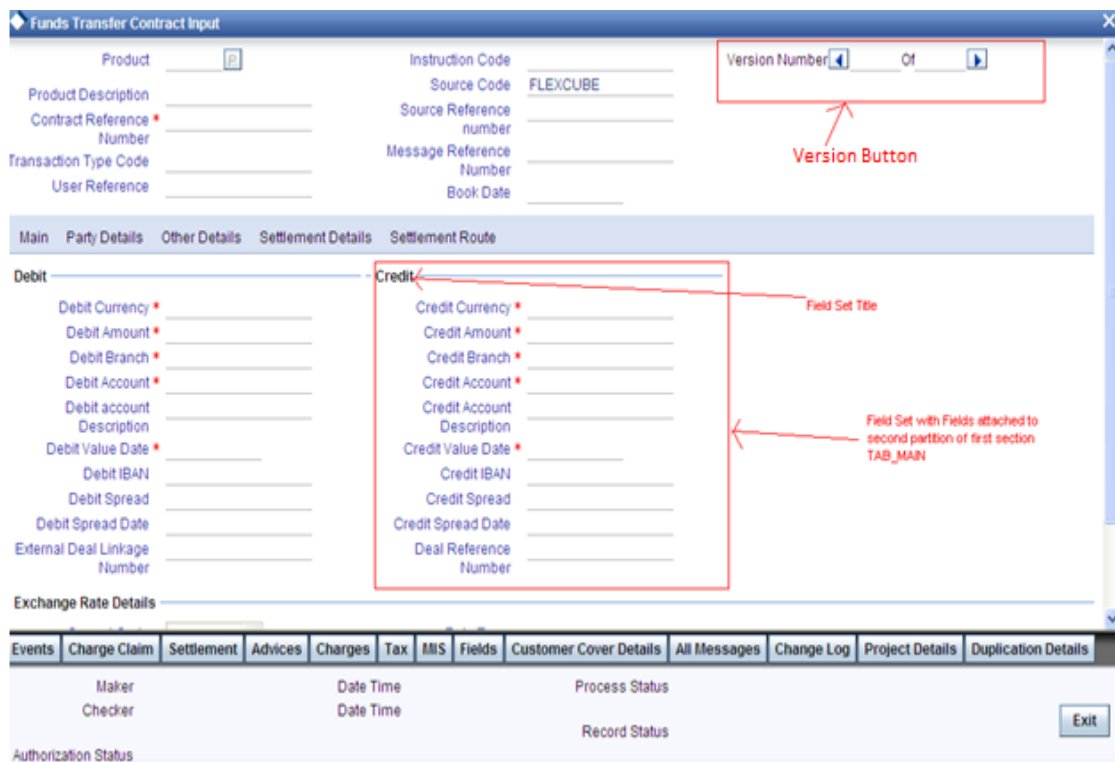 Funds Transfer Contract Input
Product P
Product Description
Contract Reference *
Number
Transaction Type Code
User Reference
Instruction Code
Source Code FLEXCUBE
Source Reference
number
Message Reference
Number
Book Date
Version Number Of
Version Button
Main Party Details Other Details Settlement Details Settlement Route
Debit
Debit Currency *
Debit Amount *
Debit Branch *
Debit Account *
Debit account
Description
Debit Value Date *
Debit IBAN
Debit Spread
Debit Spread Date
External Deal Linkage
Number
Credit
Credit Currency *
Credit Amount *
Credit Branch *
Credit Account *
Credit Account
Description
Credit Value Date *
Credit IBAN
Credit Spread
Credit Spread Date
Deal Reference
Number
Field Set Title
Field Set with Fields attached to
second partition of first section
TAB_MAIN
Exchange Rate Details
Events Charge Claim Settlement Advices Charges Tax MIS Fields Customer Cover Details All Messages Change Log Project Details Duplication Details
Maker Date Time Process Status
Checker Date Time
Record Status
Exit
Authorization Status